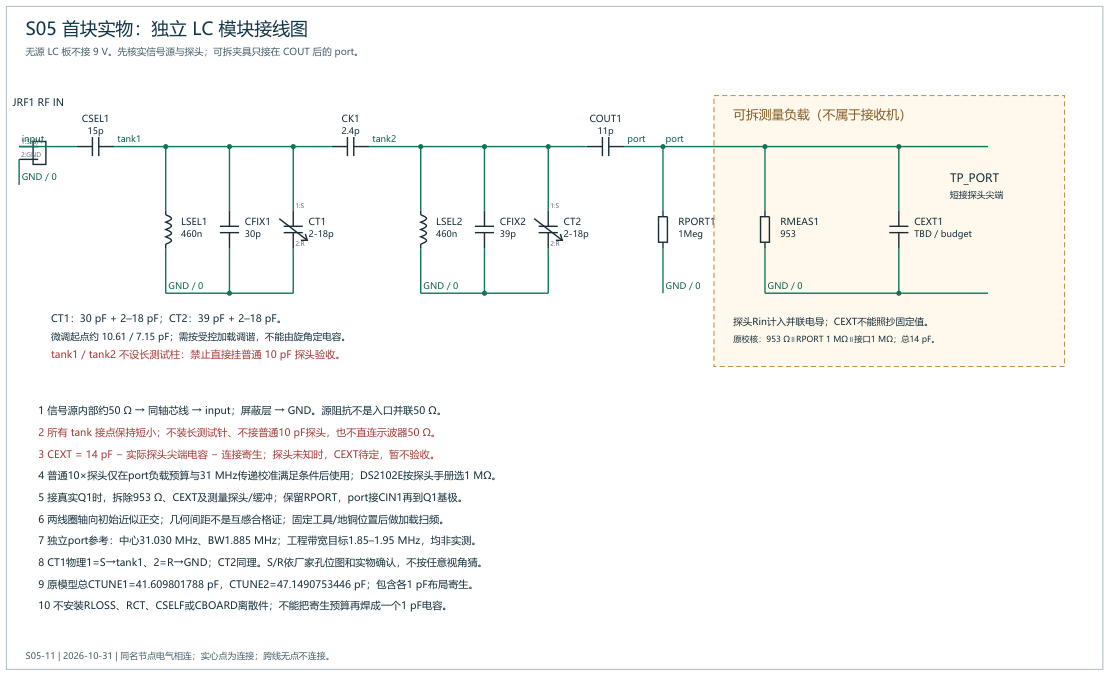 S05 首块实物：独立 LC 模块接线图
无源 LC 板不接 9 V。先核实信号源与探头；可拆夹具只接在 COUT 后的 port。
JRF1 RF IN
input
2:GND
GND / 0
CSEL1
15p
tank1
CK1
2.4p
tank2
COUT1
11p
port
port
可拆测量负载（不属于接收机）
TP_PORT
短接探头尖端
LSEL1
460n
CFIX1
30p
1:S
CT1
2-18p
2:R
GND / 0
LSEL2
460n
CFIX2
39p
1:S
CT2
2-18p
2:R
GND / 0
RPORT1
1Meg
GND / 0
RMEAS1
953
CEXT1
TBD / budget
GND / 0
CT1：30 pF + 2–18 pF；CT2：39 pF + 2–18 pF。
微调起点约 10.61 / 7.15 pF；需按受控加载调谐，不能由旋角定电容。
tank1 / tank2 不设长测试柱：禁止直接挂普通 10 pF 探头验收。
探头Rin计入并联电导；CEXT不能照抄固定值。
原校核：953 Ω∥RPORT 1 MΩ∥接口1 MΩ；总14 pF。
1 信号源内部约50 Ω → 同轴芯线 → input；屏蔽层 → GND。源阻抗不是入口并联50 Ω。
2 所有 tank 接点保持短小；不装长测试针、不接普通10 pF探头，也不直连示波器50 Ω。
3 CEXT = 14 pF − 实际探头尖端电容 − 连接寄生；探头未知时，CEXT待定，暂不验收。
4 普通10×探头仅在port负载预算与31 MHz传递校准满足条件后使用；DS2102E按探头手册选1 MΩ。
5 接真实Q1时，拆除953 Ω、CEXT及测量探头/缓冲；保留RPORT，port接CIN1再到Q1基极。
6 两线圈轴向初始近似正交；几何间距不是互感合格证；固定工具/地铜位置后做加载扫频。
7 独立port参考：中心31.030 MHz、BW1.885 MHz；工程带宽目标1.85–1.95 MHz，均非实测。
8 CT1物理1=S→tank1、2=R→GND；CT2同理。S/R依厂家孔位图和实物确认，不按任意视角猜。
9 原模型总CTUNE1=41.609801788 pF，CTUNE2=47.1490753446 pF；包含各1 pF布局寄生。
10 不安装RLOSS、RCT、CSELF或CBOARD离散件；不能把寄生预算再焊成一个1 pF电容。
S05-11 | 2026-10-31 | 同名节点电气相连；实心点为连接；跨线无点不连接。